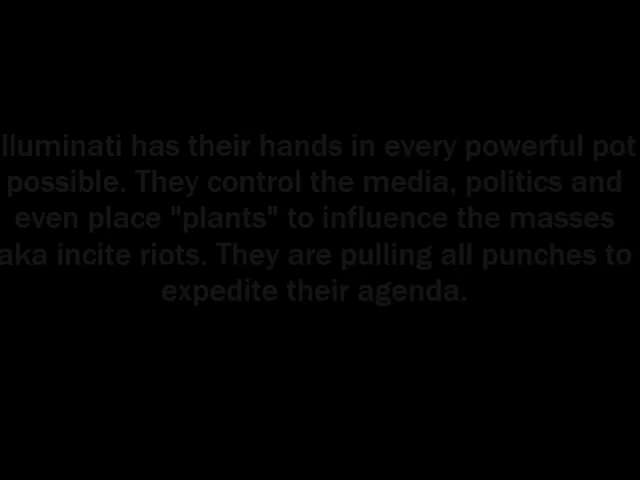 lluminati has their hands in every powerful pot
possible. They control the media, politics and
even place "plants" to influence the masses
aka incite riots. They are pulling all punches to
expedite their agenda.